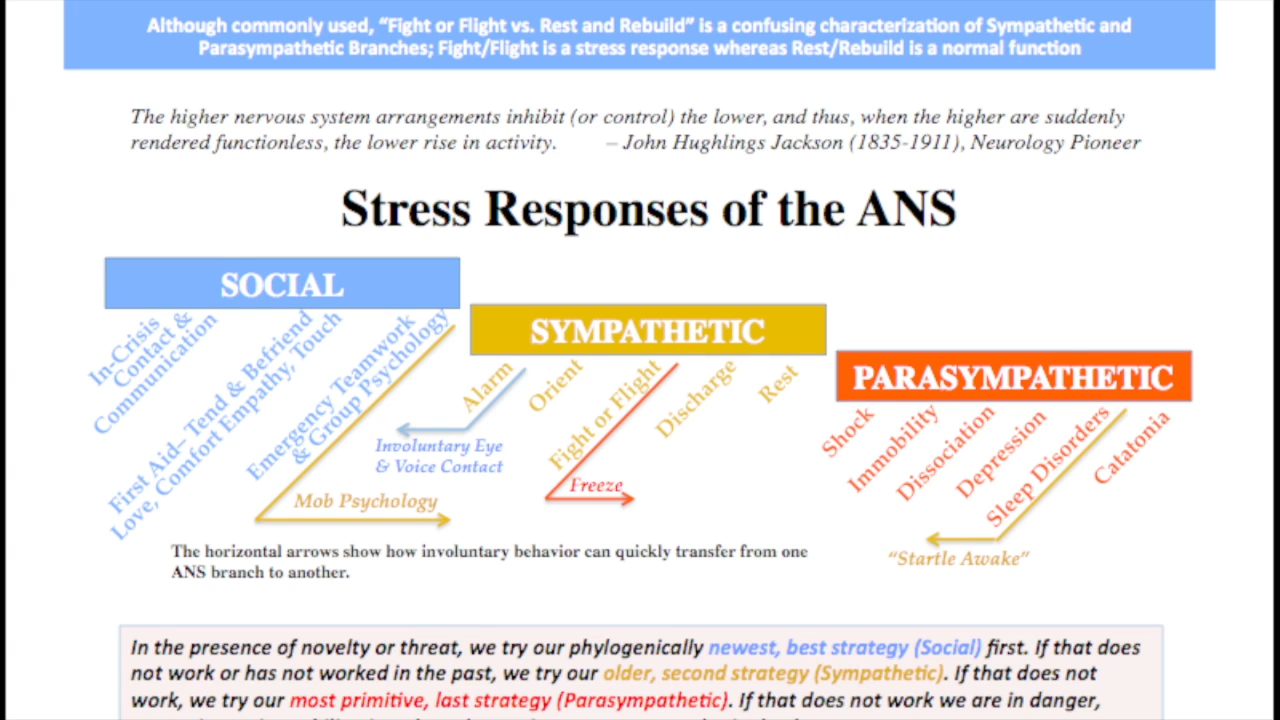 Although commonly used, “Fight or Flight vs. Rest and Rebuild” is a confusing characterization of Sympathetic and
Parasympathetic Branches; Fight/Flight is a stress response whereas Rest/Rebuild is a normal function
The higher nervous system arrangements inhibit (or control) the lower, and thus, when the higher are suddenly
rendered functionless, the lower rise in activity. – John Hughlings Jackson (1835-1911), Neurology Pioneer
Stress Responses of the ANS
SOCIAL
In-Crisis
Contact &
Communication
First Aid– Tend & Befriend
Love, Comfort Empathy, Touch
Emergency Teamwork
& Group Psychology
Mob Psychology
SYMPATHETIC
Alarm
Involuntary Eye
& Voice Contact
Orient
Fight or Flight
Freeze
Discharge
Rest
PARASYMPATHETIC
Shock
Immobility
Dissociation
Depression
Sleep Disorders
“Startle Awake”
Catatonia
The horizontal arrows show how involuntary behavior can quickly transfer from one
ANS branch to another.
In the presence of novelty or threat, we try our phylogenically newest, best strategy (Social) first. If that does
not work or has not worked in the past, we try our older, second strategy (Sympathetic). If that does not
work, we try our most primitive, last strategy (Parasympathetic). If that does not work we are in danger,